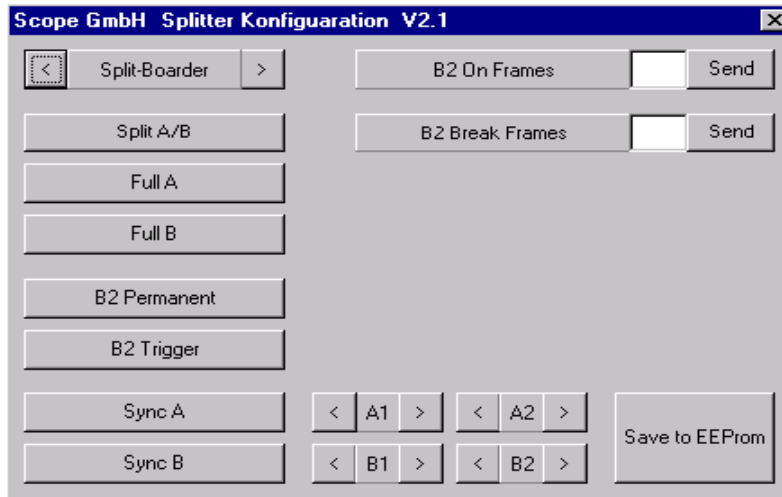 Scope GmbH Splitter Konfiguaration V2.1
< Split-Boarder >
B2 On Frames Send
Split A/B
B2 Break Frames Send
Full A
Full B
B2 Permanent
B2 Trigger
Sync A
< A1 > < A2 >
Save to EEProm
Sync B
< B1 > < B2 >